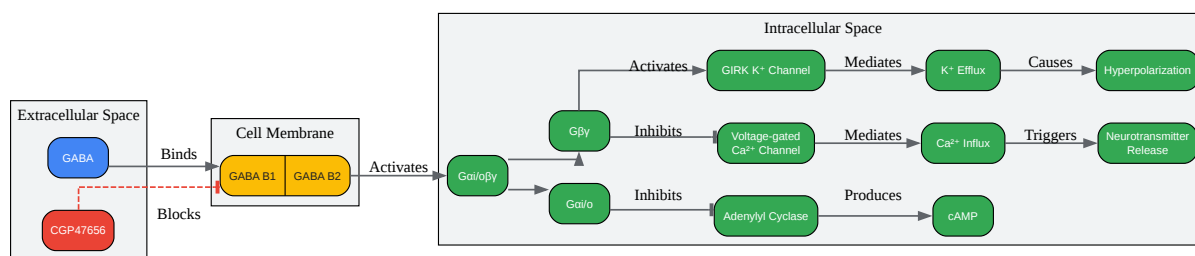 Intracellular Space
Activates
GIRK K⁺ Channel
Mediates
K⁺ Efflux
Causes
Hyperpolarization
Extracellular Space
Cell Membrane
Gβγ
Inhibits
Voltage-gated
Ca²⁺ Channel
Mediates
Ca²⁺ Influx
Triggers
Neurotransmitter
Release
GABA
Binds
GABA B1
GABA B2
Activates
Gαi/oβγ
CGP47656
Blocks
Gαi/o
Inhibits
Adenylyl Cyclase
Produces
cAMP